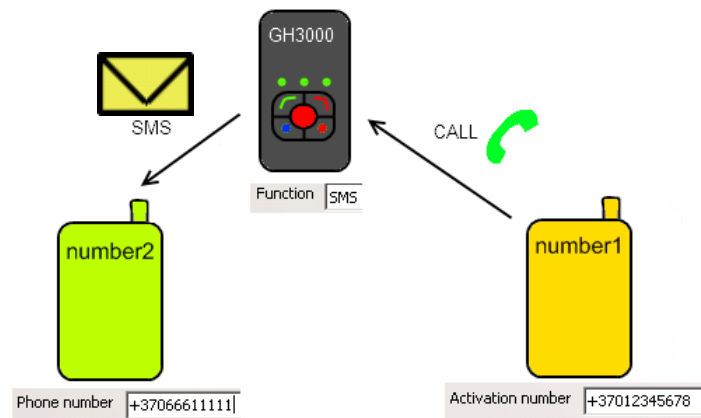 GH3000
SMS
CALL
Function SMS
number2
number1
Phone number +37066611111
Activation number +37012345678